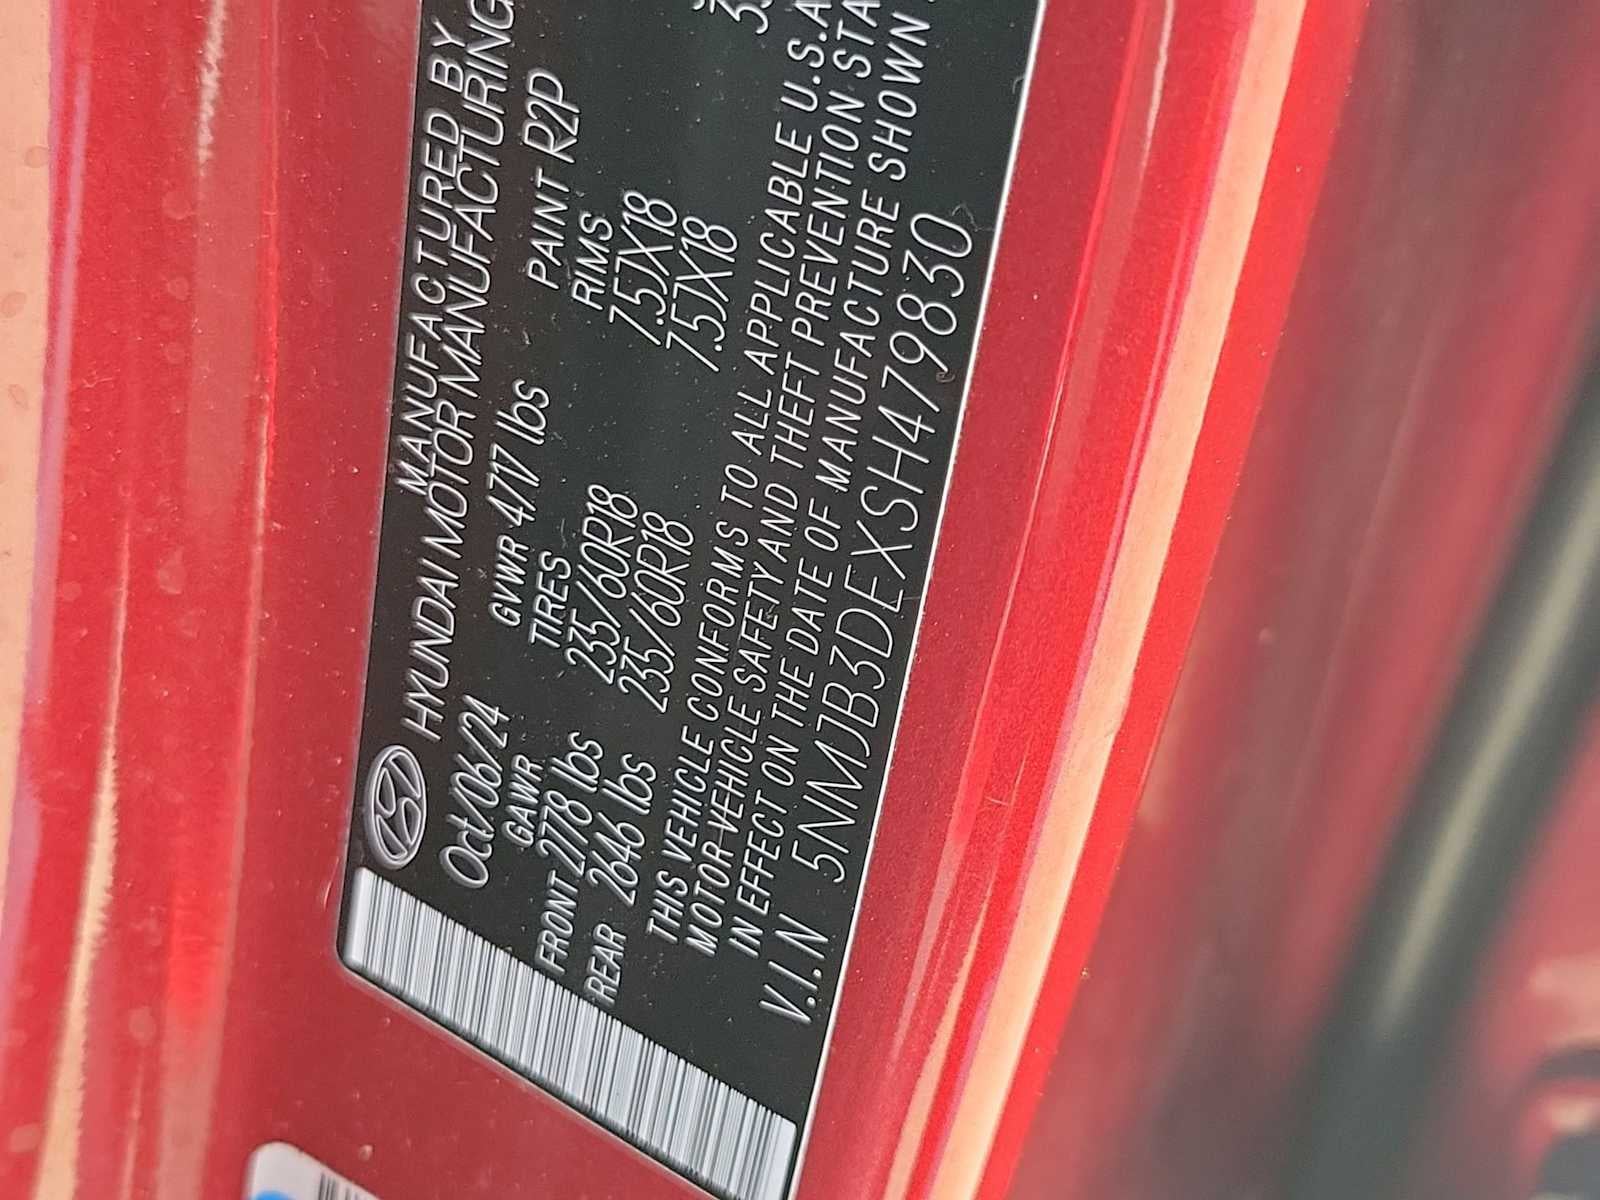 MANUFACTURED BY
HYUNDAI MOTOR MANUFACTURING
Oct/06/24 GVWR 4717 lbs PAINT R2P
GAWR TIRES RIMS
FRONT 2778 lbs 235/60R18 7.5JX18
REAR 2646 lbs 235/60R18 7.5JX18
THIS VEHICLE CONFORMS TO ALL APPLICABLE U.S.A
MOTOR VEHICLE SAFETY AND THEFT PREVENTION STA
IN EFFECT ON THE DATE OF MANUFACTURE SHOWN
V.I.N 5NMJB3DEXSH479830